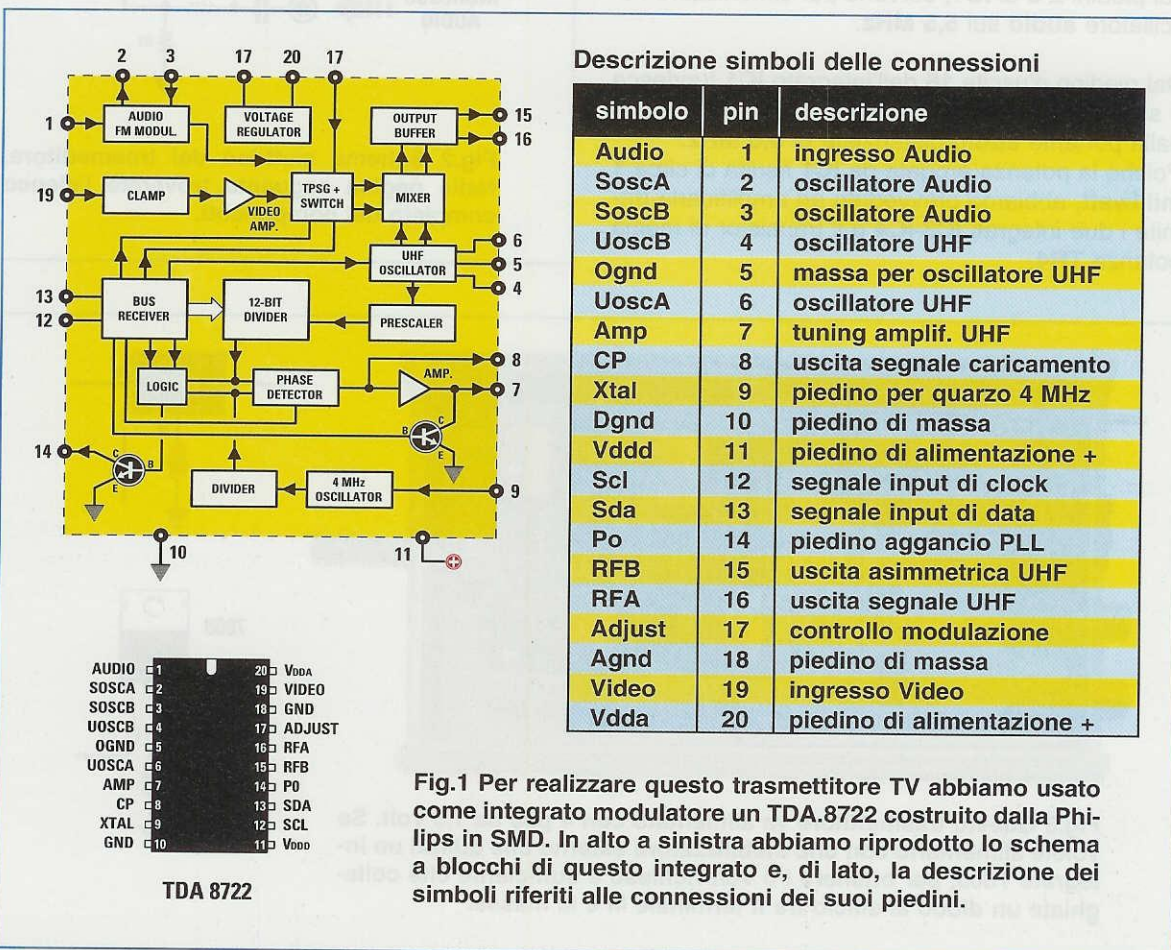 2 3 17 20 17
AUDIO
FM MODUL.
VOLTAGE
REGULATOR
OUTPUT
BUFFER
1
15
16
19
CLAMP
VIDEO
AMP.
TPSG +
SWITCH
MIXER
UHF
OSCILLATOR
6
5
4
13
12
BUS
RECEIVER
12-BIT
DIVIDER
PRESCALER
8
LOGIC
PHASE
DETECTOR
AMP.
7
C
B
E
14
C
B
E
DIVIDER
4 MHz
OSCILLATOR
9
10
11
Descrizione simboli delle connessioni
simbolo pin descrizione
Audio 1 ingresso Audio
SoscA 2 oscillatore Audio
SoscB 3 oscillatore Audio
UoscB 4 oscillatore UHF
Ognd 5 massa per oscillatore UHF
UoscA 6 oscillatore UHF
Amp 7 tuning amplif. UHF
CP 8 uscita segnale caricamento
Xtal 9 piedino per quarzo 4 MHz
Dgnd 10 piedino di massa
Vddd 11 piedino di alimentazione +
Scl 12 segnale input di clock
Sda 13 segnale input di data
Po 14 piedino aggancio PLL
RFB 15 uscita asimmetrica UHF
RFA 16 uscita segnale UHF
Adjust 17 controllo modulazione
Agnd 18 piedino di massa
Video 19 ingresso Video
Vdda 20 piedino di alimentazione +
AUDIO 1 20 VDDA
SOSCA 2 19 VIDEO
SOSCB 3 18 GND
UOSCB 4 17 ADJUST
OGND 5 16 RFA
UOSCA 6 15 RFB
AMP 7 14 P0
CP 8 13 SDA
XTAL 9 12 SCL
GND 10 11 VDDD
TDA 8722
Fig.1 Per realizzare questo trasmettitore TV abbiamo usato
come integrato modulatore un TDA.8722 costruito dalla Phi-
lips in SMD. In alto a sinistra abbiamo riprodotto lo schema
a blocchi di questo integrato e, di lato, la descrizione dei
simboli riferiti alle connessioni dei suoi piedini.